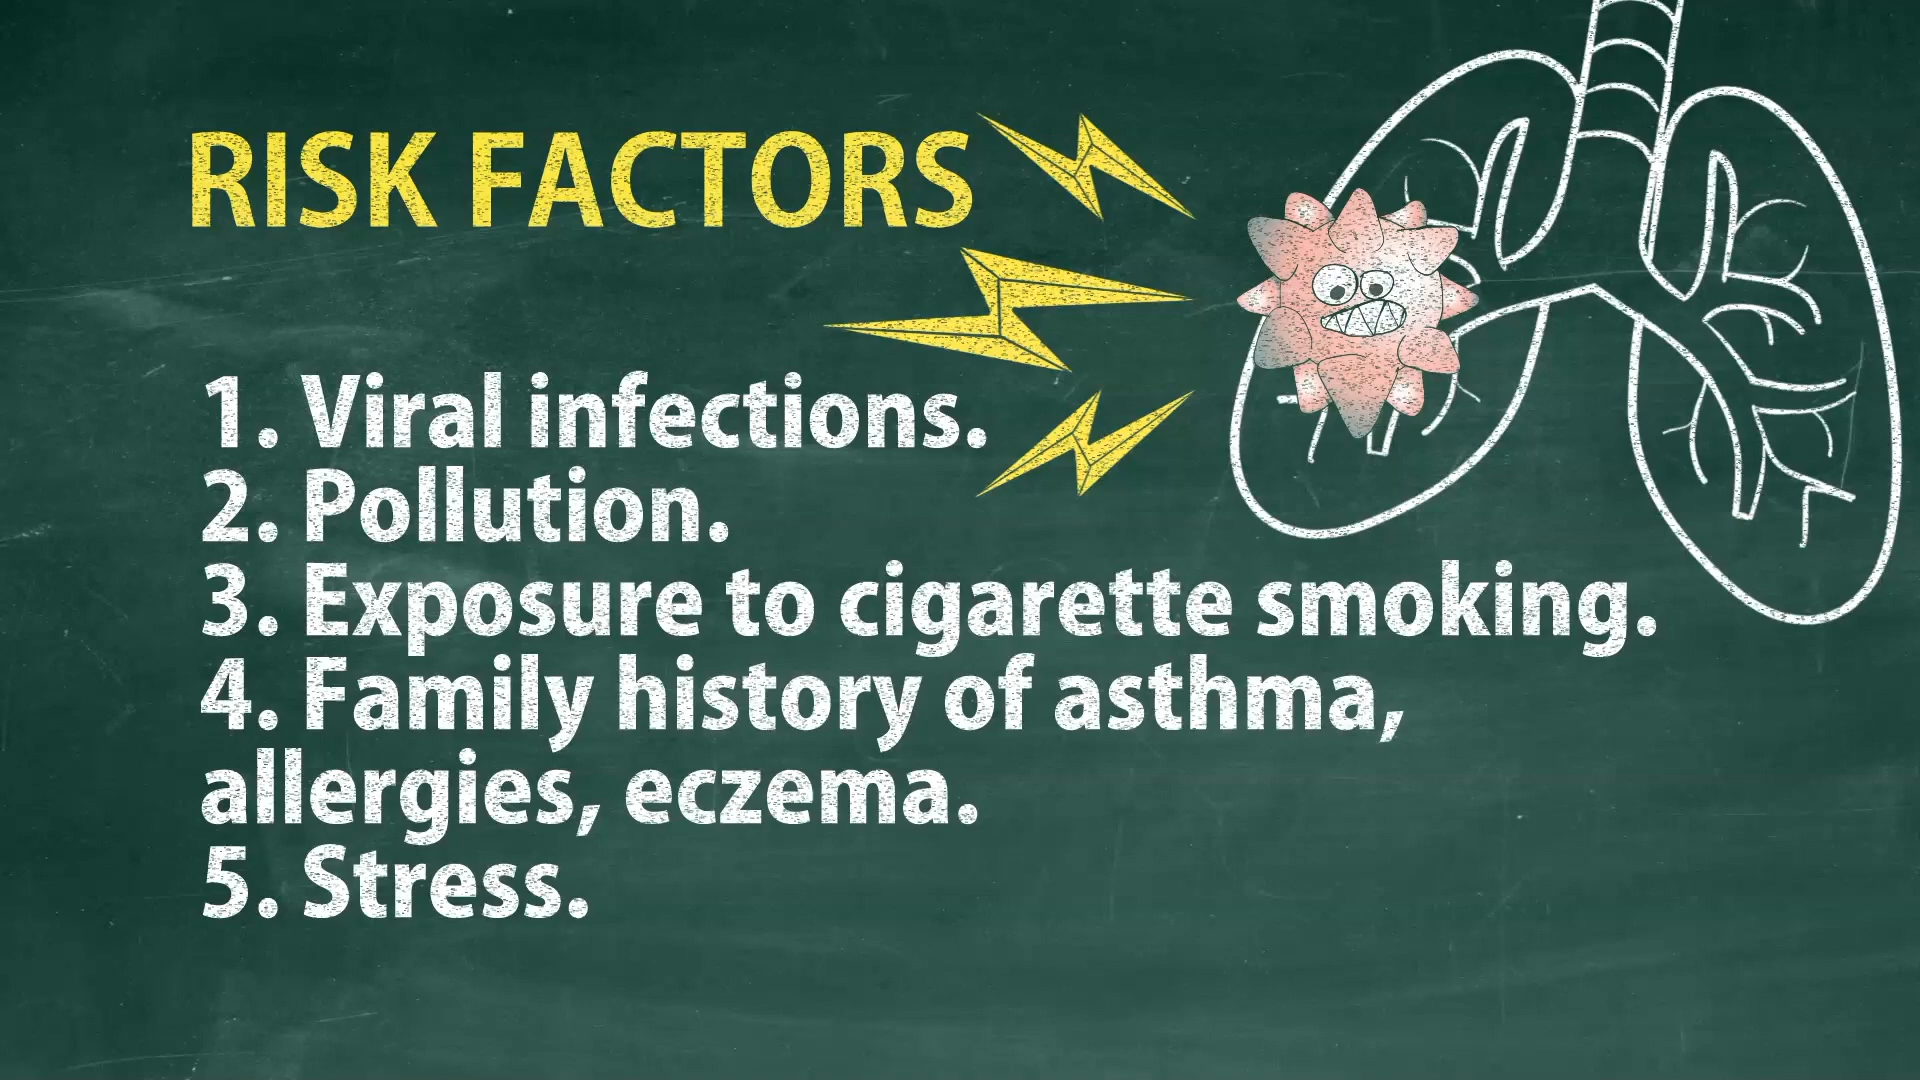 RISK FACTORS
1. Viral infections.
2. Pollution.
3. Exposure to cigarette smoking.
4. Family history of asthma,
allergies, eczema.
5. Stress.